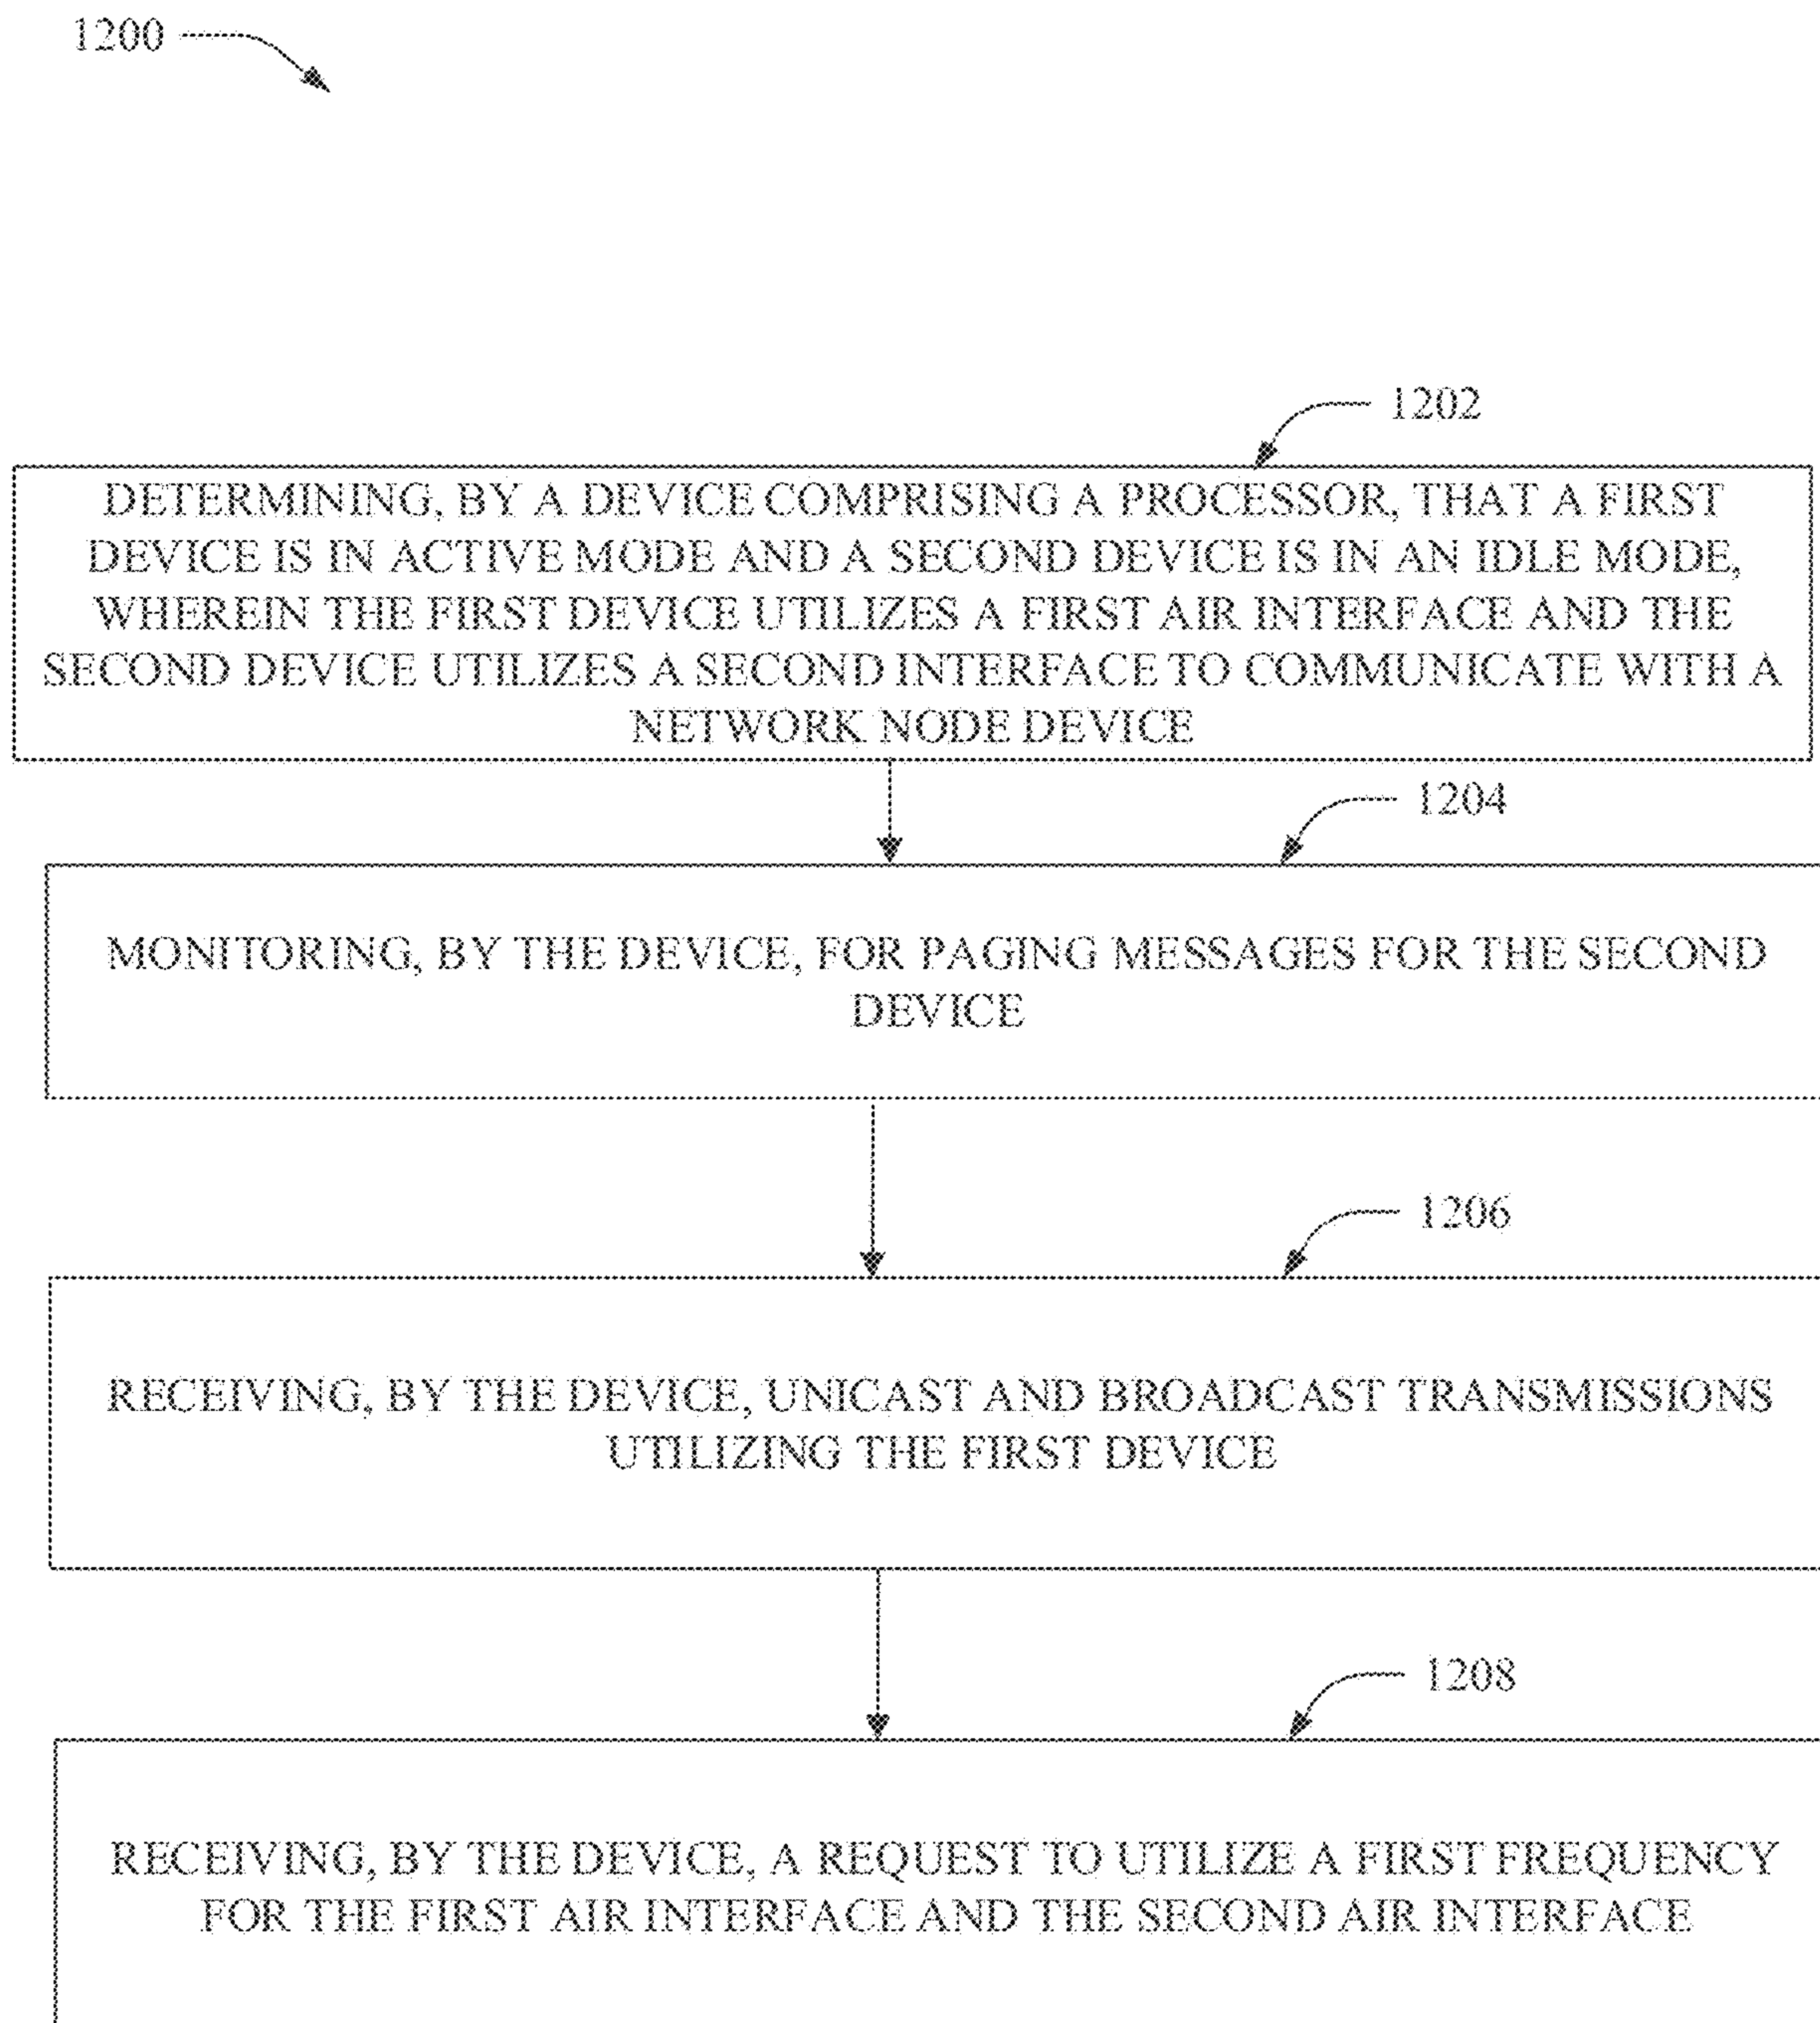 1200
1202
DETERMINING, BY A DEVICE COMPRISING A PROCESSOR, THAT A FIRST
DEVICE IS IN ACTIVE MODE AND A SECOND DEVICE IS IN AN IDLE MODE,
WHEREIN THE FIRST DEVICE UTILIZES A FIRST AIR INTERFACE AND THE
SECOND DEVICE UTILIZES A SECOND INTERFACE TO COMMUNICATE WITH A
NETWORK NODE DEVICE
1204
MONITORING, BY THE DEVICE, FOR PAGING MESSAGES FOR THE SECOND
DEVICE
1206
RECEIVING, BY THE DEVICE, UNICAST AND BROADCAST TRANSMISSIONS
UTILIZING THE FIRST DEVICE
1208
RECEIVING, BY THE DEVICE, A REQUEST TO UTILIZE A FIRST FREQUENCY
FOR THE FIRST AIR INTERFACE AND THE SECOND AIR INTERFACE